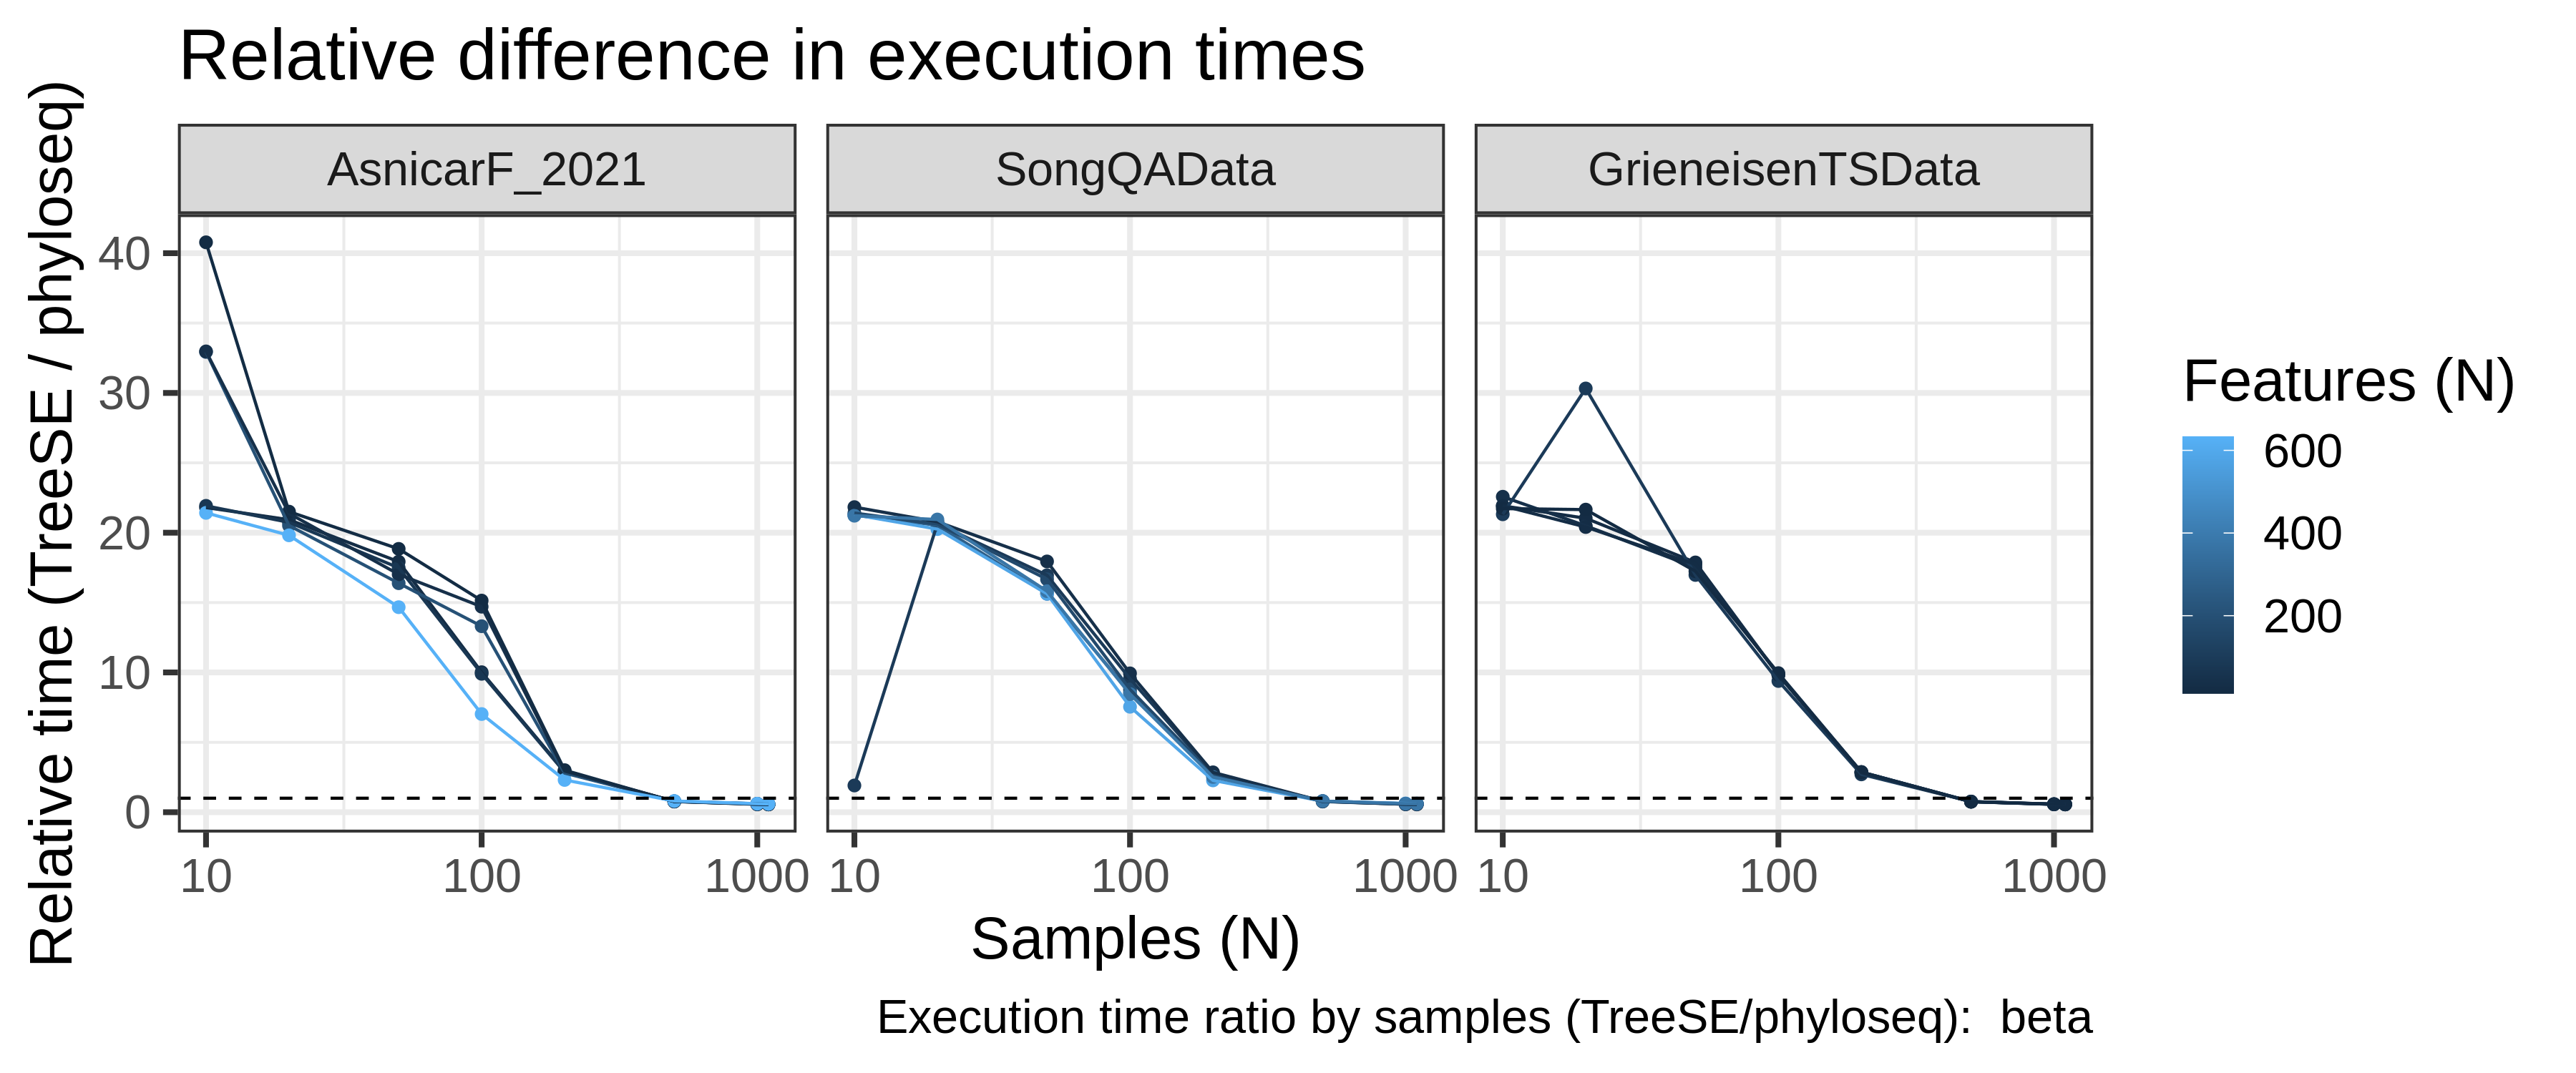 Relative difference in execution times
AsnicarF_2021
SongQAData
GrieneisenTSData
Relative time (TreeSE / phyloseq)
40
30
20
10
0
10
100
1000
10
100
1000
10
100
1000
Samples (N)
Features (N)
600
400
200
Execution time ratio by samples (TreeSE/phyloseq):  beta